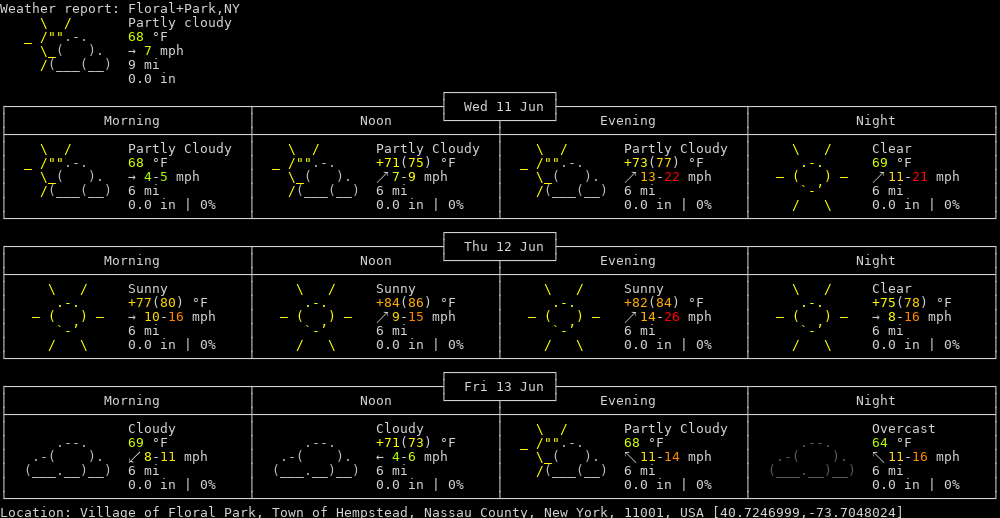 Weather report: Floral+Park,NY
Partly cloudy
68 °F
→ 7 mph
9 mi
0.0 in
Wed 11 Jun
Morning Noon Evening Night
Partly Cloudy Partly Cloudy Partly Cloudy Clear
68 °F +71(75) °F +73(77) °F 69 °F
→ 4-5 mph ↗ 7-9 mph ↗ 13-22 mph ↗ 11-21 mph
6 mi 6 mi 6 mi 6 mi
0.0 in | 0% 0.0 in | 0% 0.0 in | 0% 0.0 in | 0%
Thu 12 Jun
Morning Noon Evening Night
Sunny Sunny Sunny Clear
+77(80) °F +84(86) °F +82(84) °F +75(78) °F
→ 10-16 mph ↗ 9-15 mph ↗ 14-26 mph → 8-16 mph
6 mi 6 mi 6 mi 6 mi
0.0 in | 0% 0.0 in | 0% 0.0 in | 0% 0.0 in | 0%
Fri 13 Jun
Morning Noon Evening Night
Cloudy Cloudy Partly Cloudy Overcast
69 °F +71(73) °F 68 °F 64 °F
↙ 8-11 mph ← 4-6 mph ↖ 11-14 mph ↖ 11-16 mph
6 mi 6 mi 6 mi 6 mi
0.0 in | 0% 0.0 in | 0% 0.0 in | 0% 0.0 in | 0%
Location: Village of Floral Park, Town of Hempstead, Nassau County, New York, 11001, USA [40.7246999,-73.7048024]